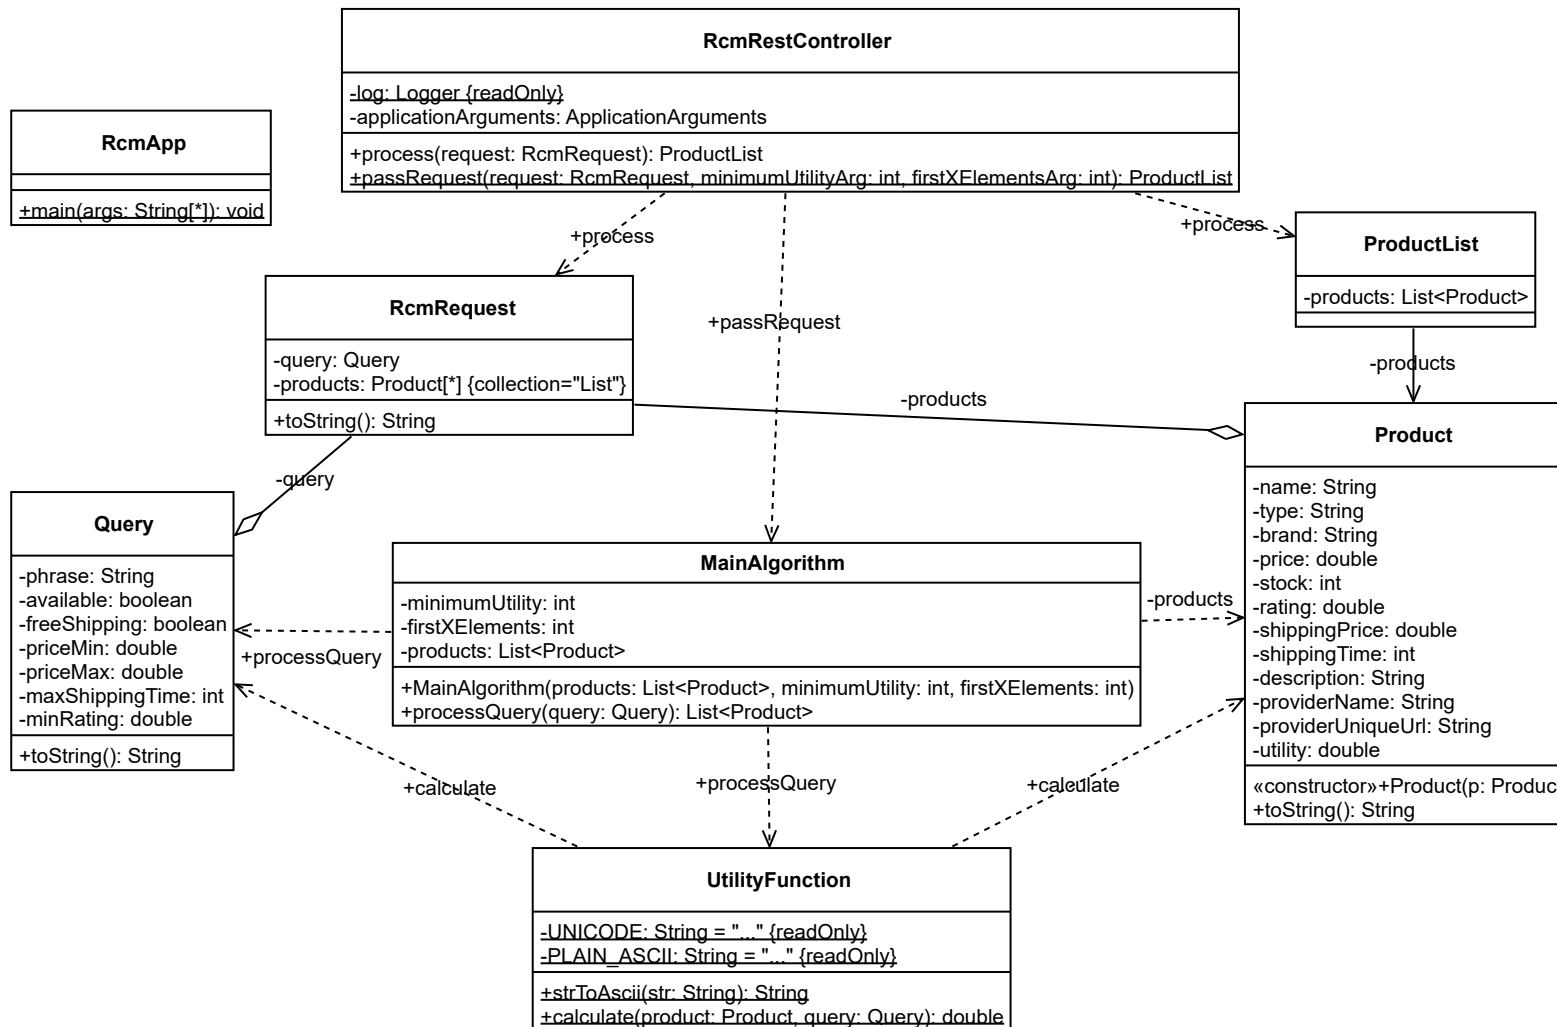 RcmRestController
-log: Logger {readOnly}
-applicationArguments: ApplicationArguments
+process(request: RcmRequest): ProductList
+passRequest(request: RcmRequest, minimumUtilityArg: int, firstXElementsArg: int): ProductList
RcmApp
+main(args: String[*]): void
+process
+process
ProductList
-products: List<Product>
RcmRequest
-query: Query
-products: Product[*] {collection="List"}
+toString(): String
+passRequest
-products
-products
-query
Product
-name: String
-type: String
-brand: String
-price: double
-stock: int
-rating: double
-shippingPrice: double
-shippingTime: int
-description: String
-providerName: String
-providerUniqueUrl: String
-utility: double
«constructor»+Product(p: Produc
+toString(): String
Query
-phrase: String
-available: boolean
-freeShipping: boolean
-priceMin: double
-priceMax: double
-maxShippingTime: int
-minRating: double
+toString(): String
MainAlgorithm
-minimumUtility: int
-firstXElements: int
-products: List<Product>
+MainAlgorithm(products: List<Product>, minimumUtility: int, firstXElements: int)
+processQuery(query: Query): List<Product>
-products
+processQuery
+calculate
+processQuery
+calculate
UtilityFunction
-UNICODE: String = "..." {readOnly}
-PLAIN_ASCII: String = "..." {readOnly}
+strToAscii(str: String): String
+calculate(product: Product, query: Query): double